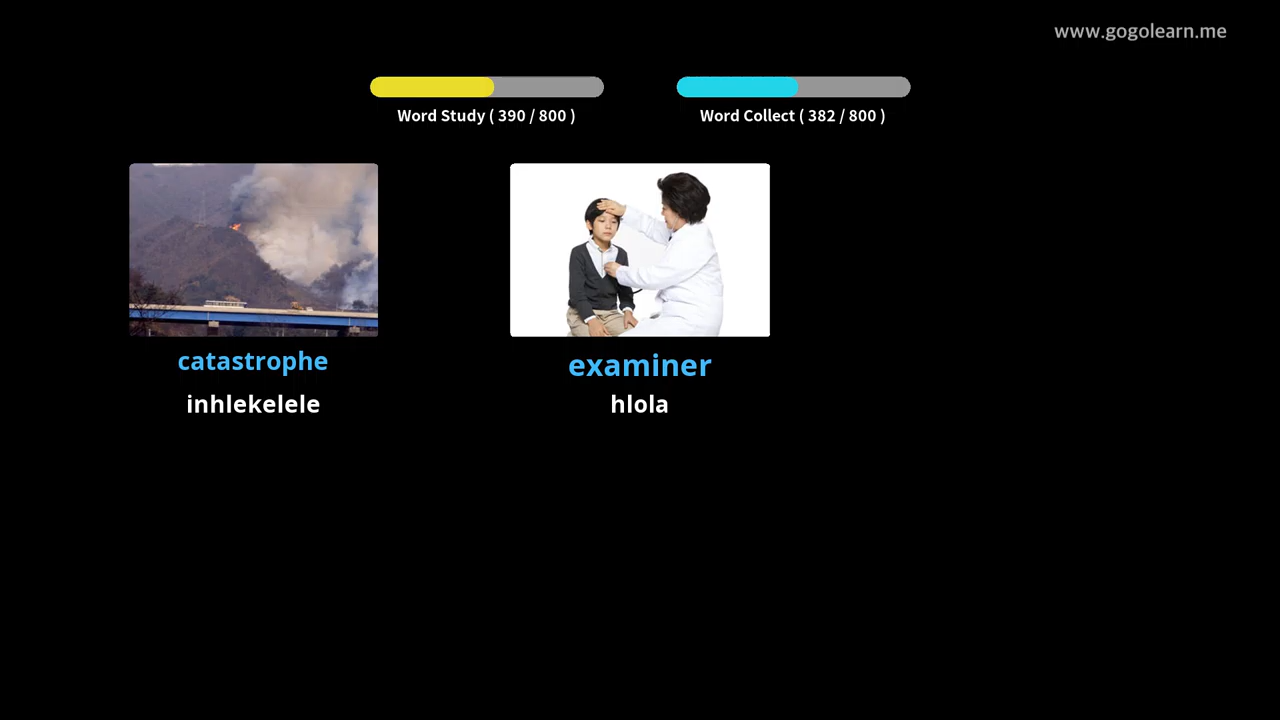 www.gogolearn.me
Word Study ( 390 / 800 )
Word Collect ( 382 / 800 )
catastrophe
inhlekelele
examiner
hlola